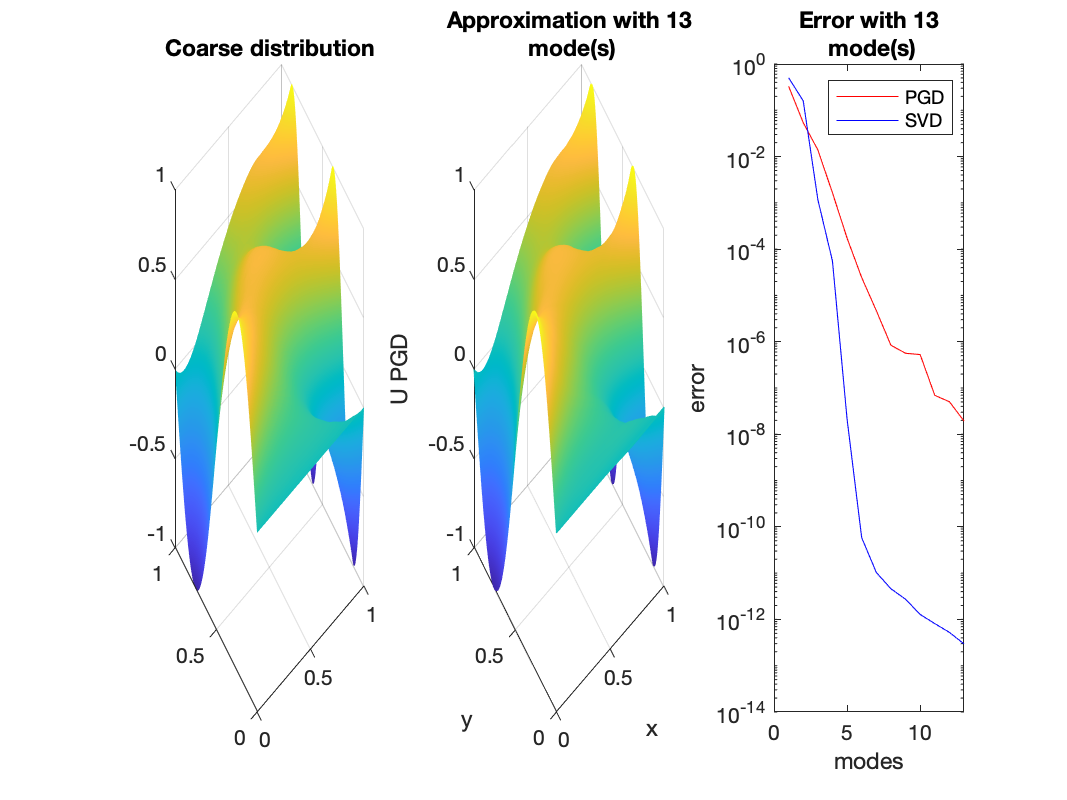 Coarse distribution
1
0.5
0
-0.5
-1
1
0.5
0
0
0.5
1
Approximation with 13
mode(s)
U PGD
1
0.5
0
-0.5
-1
1
0.5
0
0
0.5
1
y
x
Error with 13
mode(s)
PGD
SVD
error
10^0
10^-2
10^-4
10^-6
10^-8
10^-10
10^-12
10^-14
0
5
10
modes